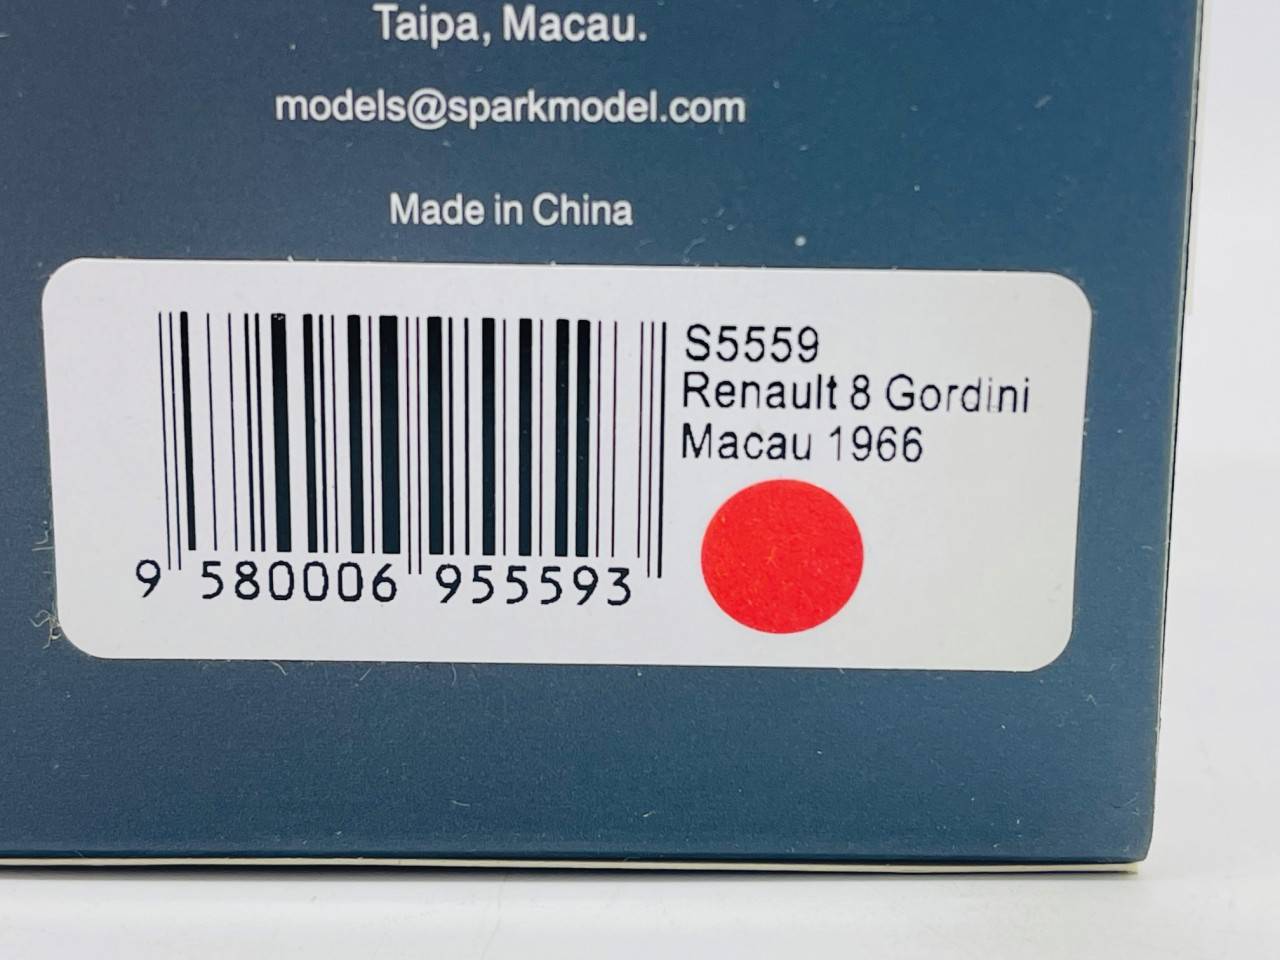 Taipa, Macau.
models@sparkmodel.com
Made in China
S5559
Renault 8 Gordini
Macau 1966
9 580006 955593